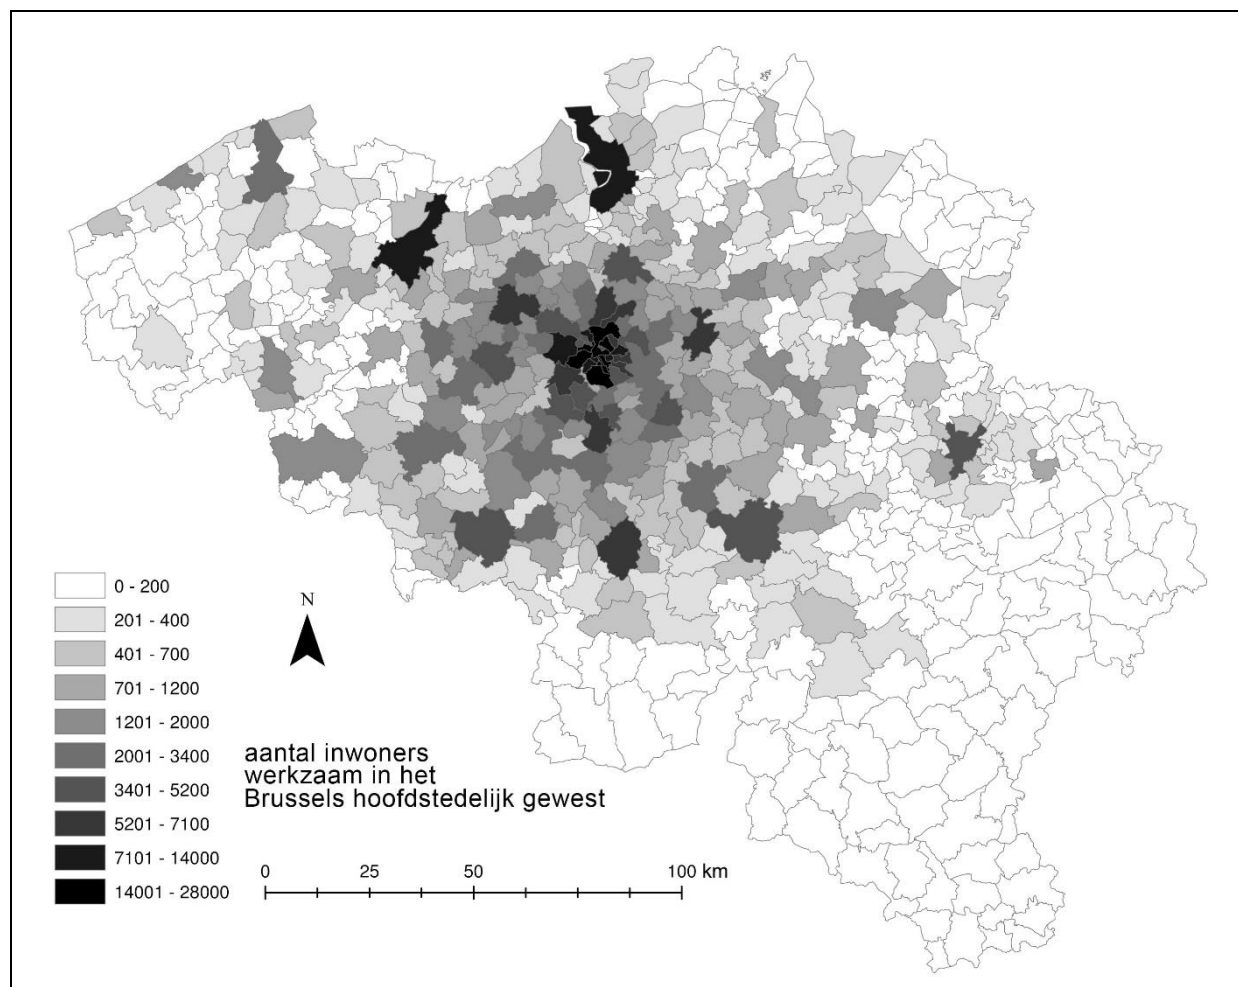 0 - 200
201 - 400
401 - 700
701 - 1200
1201 - 2000
2001 - 3400
3401 - 5200
5201 - 7100
7101 - 14000
14001 - 28000
N
aantal inwoners
werkzaam in het
Brussels hoofdstedelijk gewest
0 25 50 100 km